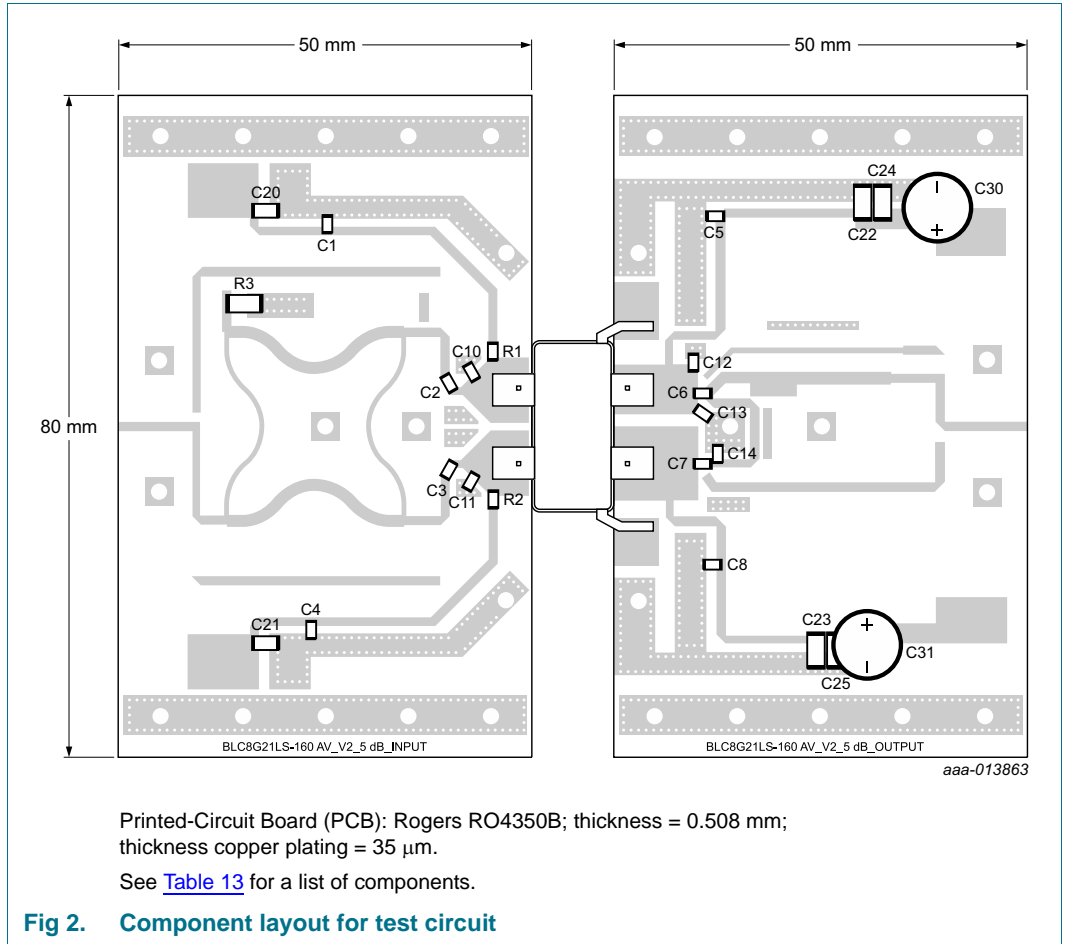 50 mm
50 mm
80 mm
C20
C1
R3
C10
R1
C2
C3
C11
R2
C4
C21
BLC8G21LS-160 AV_V2_5 dB_INPUT
C24
C30
C5
C22
−
+
C12
C6
C13
C14
C7
C8
C23
+
C31
−
C25
BLC8G21LS-160 AV_V2_5 dB_OUTPUT
aaa-013863
Printed-Circuit Board (PCB): Rogers RO4350B; thickness = 0.508 mm;
thickness copper plating = 35 μm.
See Table 13 for a list of components.
Fig 2. Component layout for test circuit